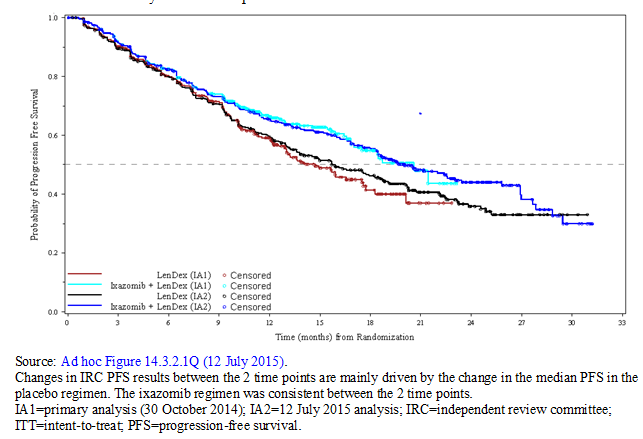 1.0
0.8
0.6
0.4
0.2
0.0
Probability of Progression Free Survival
0 3 6 9 12 15 18 21 24 27 30 33
Time (months) from Randomization
LenDex (IA1) Censored
Ixazomib + LenDex (IA1) Censored
LenDex (IA2) Censored
Ixazomib + LenDex (IA2) Censored
Source: Ad hoc Figure 14.3.2.1Q (12 July 2015).
Changes in IRC PFS results between the 2 time points are mainly driven by the change in the median PFS in the
placebo regimen. The ixazomib regimen was consistent between the 2 time points.
IA1=primary analysis (30 October 2014); IA2=12 July 2015 analysis; IRC=independent review committee;
ITT=intent-to-treat; PFS=progression-free survival.